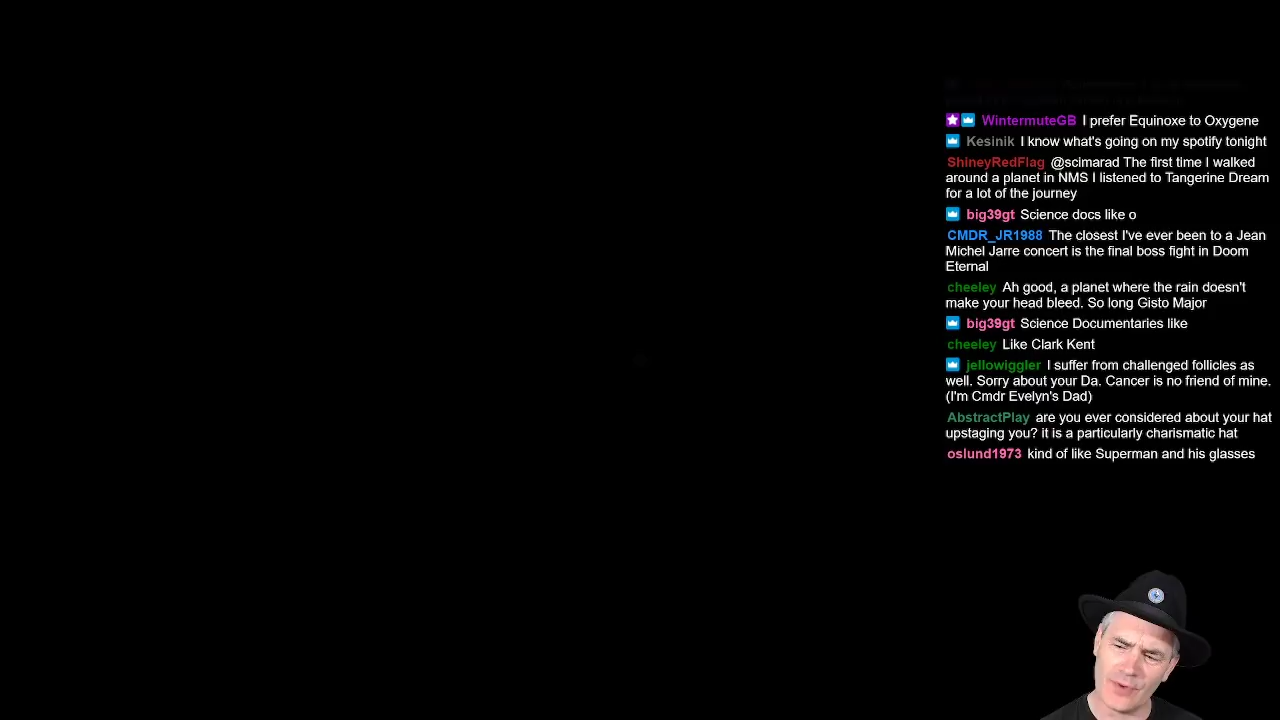 WintermuteGB I prefer Equinoxe to Oxygene
Kesinik I know what's going on my spotify tonight
ShineyRedFlag @scimarad The first time I walked
around a planet in NMS I listened to Tangerine Dream
for a lot of the journey
big39gt Science docs like o
CMDR_JR1988 The closest I've ever been to a Jean
Michel Jarre concert is the final boss fight in Doom
Eternal
cheeley Ah good, a planet where the rain doesn't
make your head bleed. So long Gisto Major
big39gt Science Documentaries like
cheeley Like Clark Kent
jellowiggler I suffer from challenged follicles as
well. Sorry about your Da. Cancer is no friend of mine.
(I'm Cmdr Evelyn's Dad)
AbstractPlay are you ever considered about your hat
upstaging you? it is a particularly charismatic hat
oslund1973 kind of like Superman and his glasses